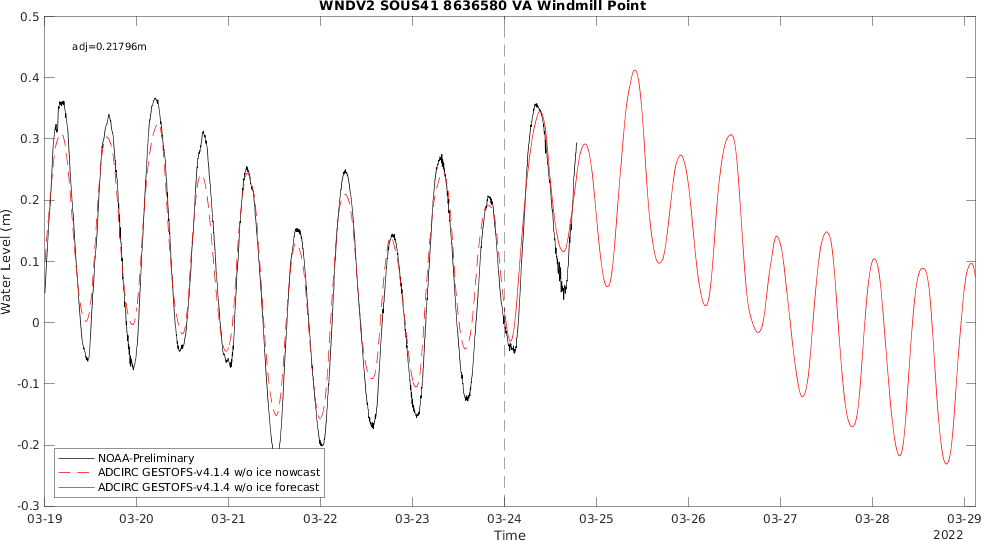 WNDV2 SOUS41 8636580 VA Windmill Point
0.5
adj=0.21796m
0.4
0.3
0.2
0.1
0
-0.1
-0.2
-0.3
Water Level (m)
NOAA-Preliminary
ADCIRC GESTOFS-v4.1.4 w/o ice nowcast
ADCIRC GESTOFS-v4.1.4 w/o ice forecast
03-19 03-20 03-21 03-22 03-23 03-24 03-25 03-26 03-27 03-28 03-29
Time
2022